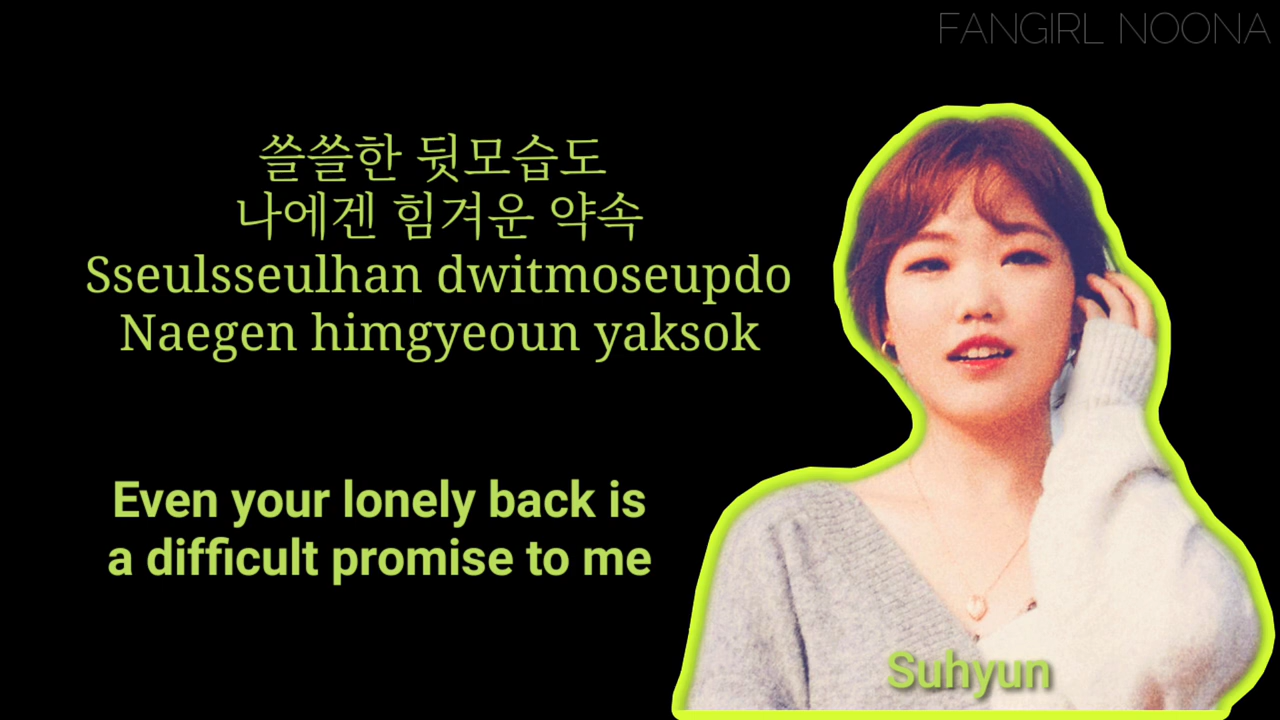 FANGIRL NOONA
쓸쓸한 뒷모습도
나에겐 힘겨운 약속
Sseulsseulhan dwitmoseupdo
Naegen himgyeoun yaksok
Even your lonely back is
a difficult promise to me
Suhyun